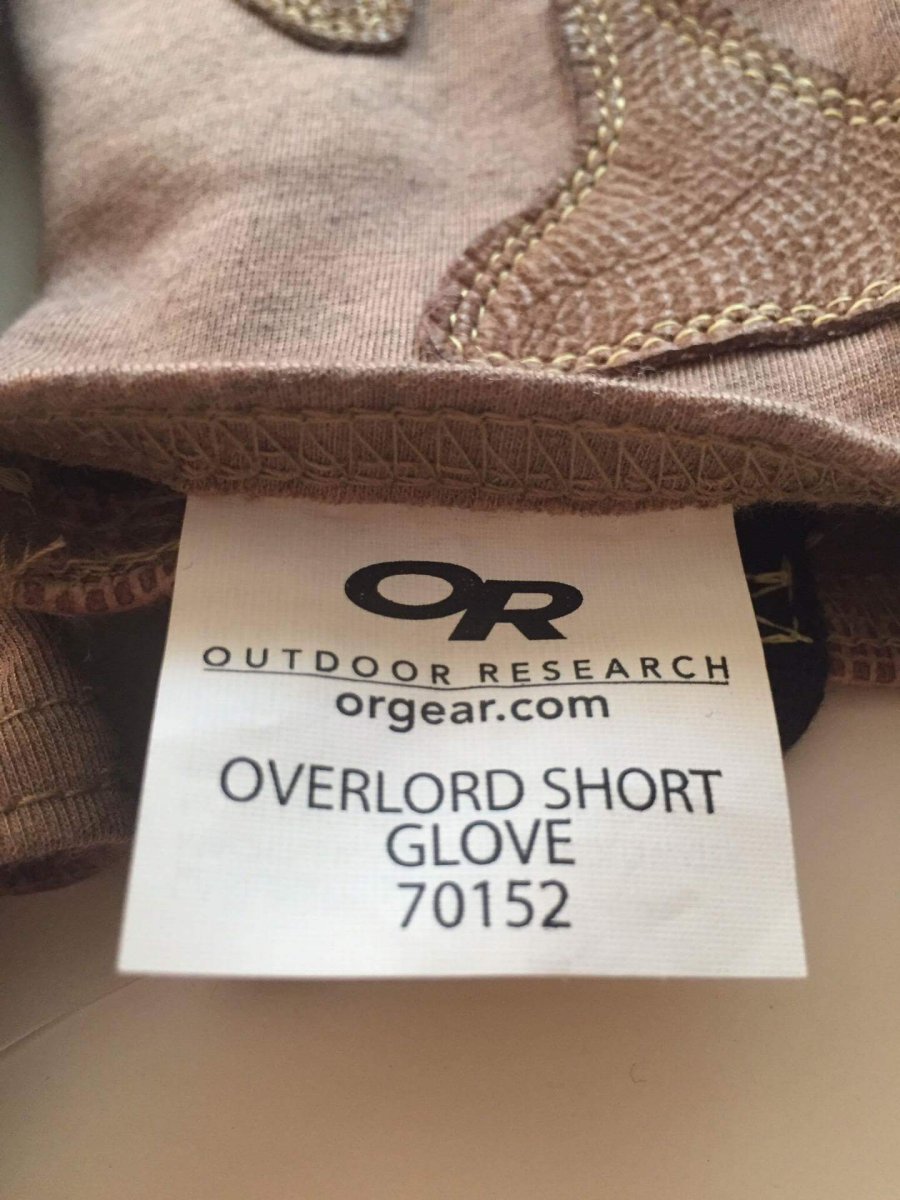 OR
OUTDOOR RESEARCH
orgear.com
OVERLORD SHORT
GLOVE
70152